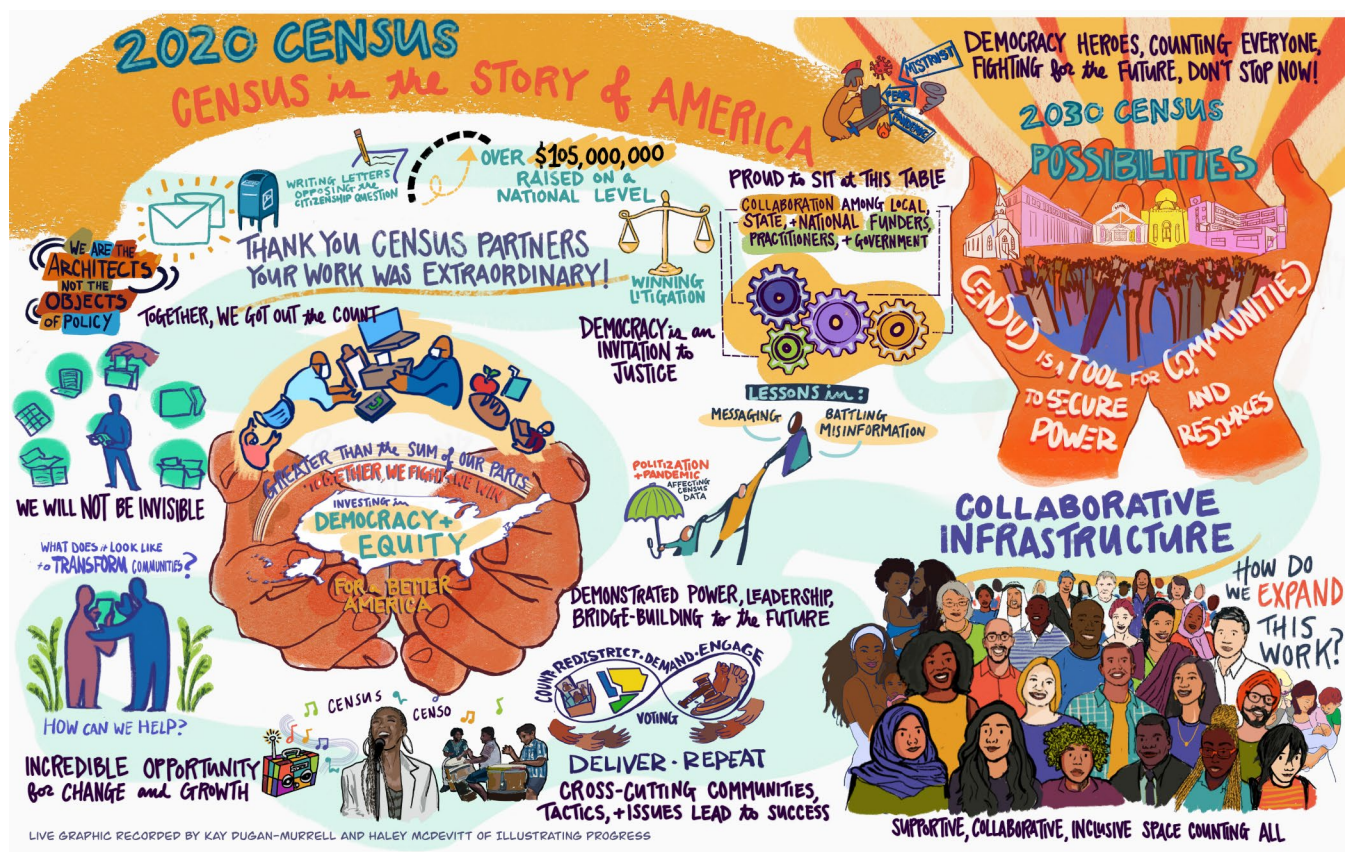 2020 CENSUS
CENSUS is the STORY of AMERICA
MISTRUST
FEAR
PANDEMIC
DEMOCRACY HEROES, COUNTING EVERYONE,
FIGHTING for the FUTURE, DON'T STOP NOW!
2030 CENSUS
POSSIBILITIES
WRITING LETTERS
OPPOSING the
CITIZENSHIP QUESTION
OVER $105,000,000
RAISED ON a
NATIONAL LEVEL
PROUD to SIT at THIS TABLE
COLLABORATION AMONG LOCAL,
STATE, + NATIONAL FUNDERS,
PRACTITIONERS, + GOVERNMENT
WE ARE THE
ARCHITECTS
NOT THE
OBJECTS
OF POLICY
THANK YOU CENSUS PARTNERS
YOUR WORK WAS EXTRAORDINARY!
WINNING
LITIGATION
TOGETHER, WE GOT OUT the COUNT
DEMOCRACY is an
INVITATION to
JUSTICE
CENSUS
IS A TOOL FOR COMMUNITIES
TO SECURE
POWER
AND
RESOURCES
LESSONS in:
MESSAGING
BATTLING
MISINFORMATION
POLITIZATION
+ PANDEMIC
AFFECTING
CENSUS
DATA
GREATER THAN the SUM of OUR PARTS
TOGETHER, WE FIGHT + WE WIN
INVESTING in
DEMOCRACY +
EQUITY
FOR a BETTER
AMERICA
WE WILL NOT BE INVISIBLE
WHAT DOES it LOOK LIKE
to TRANSFORM COMMUNITIES?
HOW CAN WE HELP?
COLLABORATIVE
INFRASTRUCTURE
HOW DO
WE EXPAND
THIS
WORK?
DEMONSTRATED POWER, LEADERSHIP,
BRIDGE-BUILDING to the FUTURE
COUNT • REDISTRICT • DEMAND • ENGAGE
VOTING
CENSUS
CENSO
INCREDIBLE OPPORTUNITY
for CHANGE and GROWTH
DELIVER • REPEAT
CROSS-CUTTING COMMUNITIES,
TACTICS, + ISSUES LEAD to SUCCESS
SUPPORTIVE, COLLABORATIVE, INCLUSIVE SPACE COUNTING ALL
LIVE GRAPHIC RECORDED BY KAY DUGAN-MURRELL AND HALEY MCDEVITT OF ILLUSTRATING PROGRESS